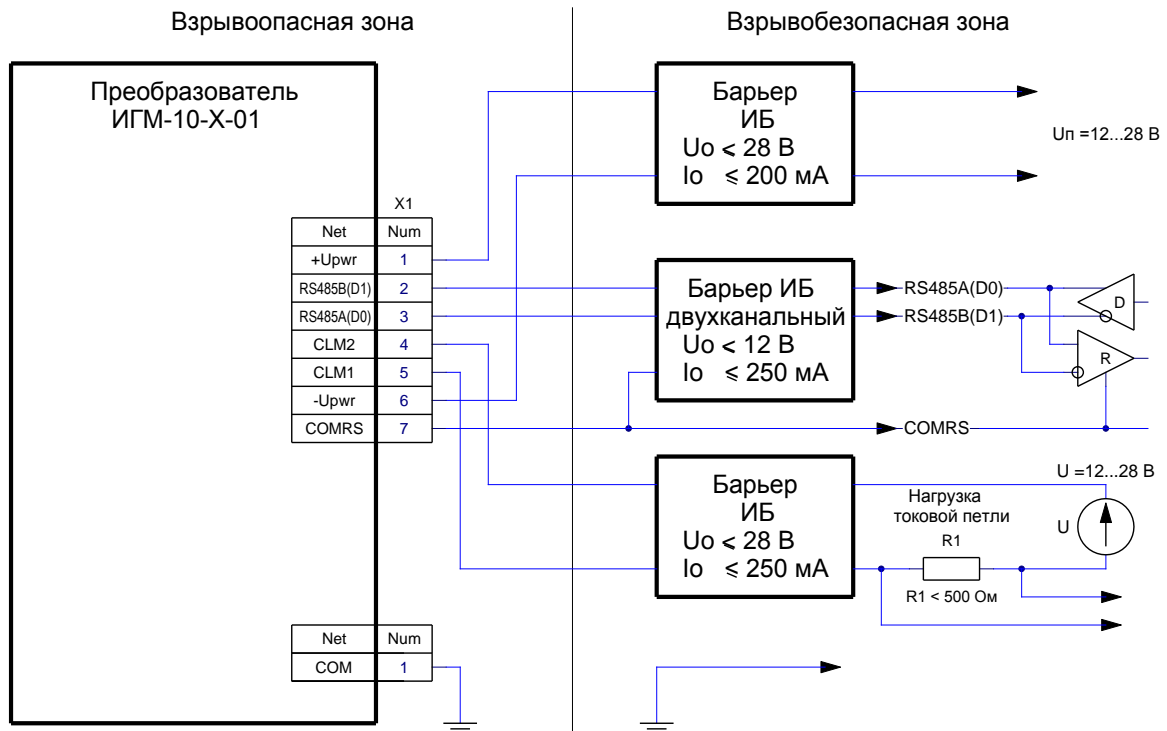 Взрывоопасная зона
Взрывобезопасная зона
Преобразователь
ИГМ-10-Х-01
X1
Net Num
+Upwr 1
RS485B(D1) 2
RS485A(D0) 3
CLM2 4
CLM1 5
-Upwr 6
COMRS 7
Net Num
COM 1
Барьер
ИБ
Uo < 28 В
Io ⩽ 200 мА
Uп =12...28 В
Барьер ИБ
двухканальный
Uo < 12 В
Io ⩽ 250 мА
RS485A(D0)
RS485B(D1)
D
R
COMRS
Барьер
ИБ
Uo < 28 В
Io ⩽ 250 мА
U =12...28 В
Нагрузка
токовой петли
R1
U
R1 < 500 Ом